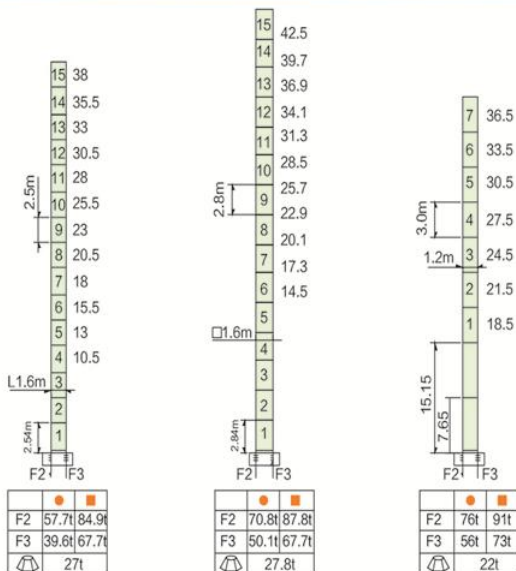 15 38
14 35.5
13 33
12 30.5
11 28
10 25.5
9 23
8 20.5
7 18
6 15.5
5 13
4 10.5
3
2
1
2.5m
L1.6m
2.54m
F2 F3
F2 57.7t 84.9t
F3 39.6t 67.7t
27t
15 42.5
14 39.7
13 36.9
12 34.1
11 31.3
10 28.5
9 25.7
22.9
8 20.1
7 17.3
6 14.5
5
4
3
2
1
2.8m
□1.6m
2.84m
F2 F3
F2 70.8t 87.8t
F3 50.1t 67.7t
27.8t
7 36.5
6 33.5
5 30.5
4 27.5
3 24.5
2 21.5
1 18.5
3.0m
1.2m
15.15
7.65
F2 F3
F2 76t 91t
F3 56t 73t
22t